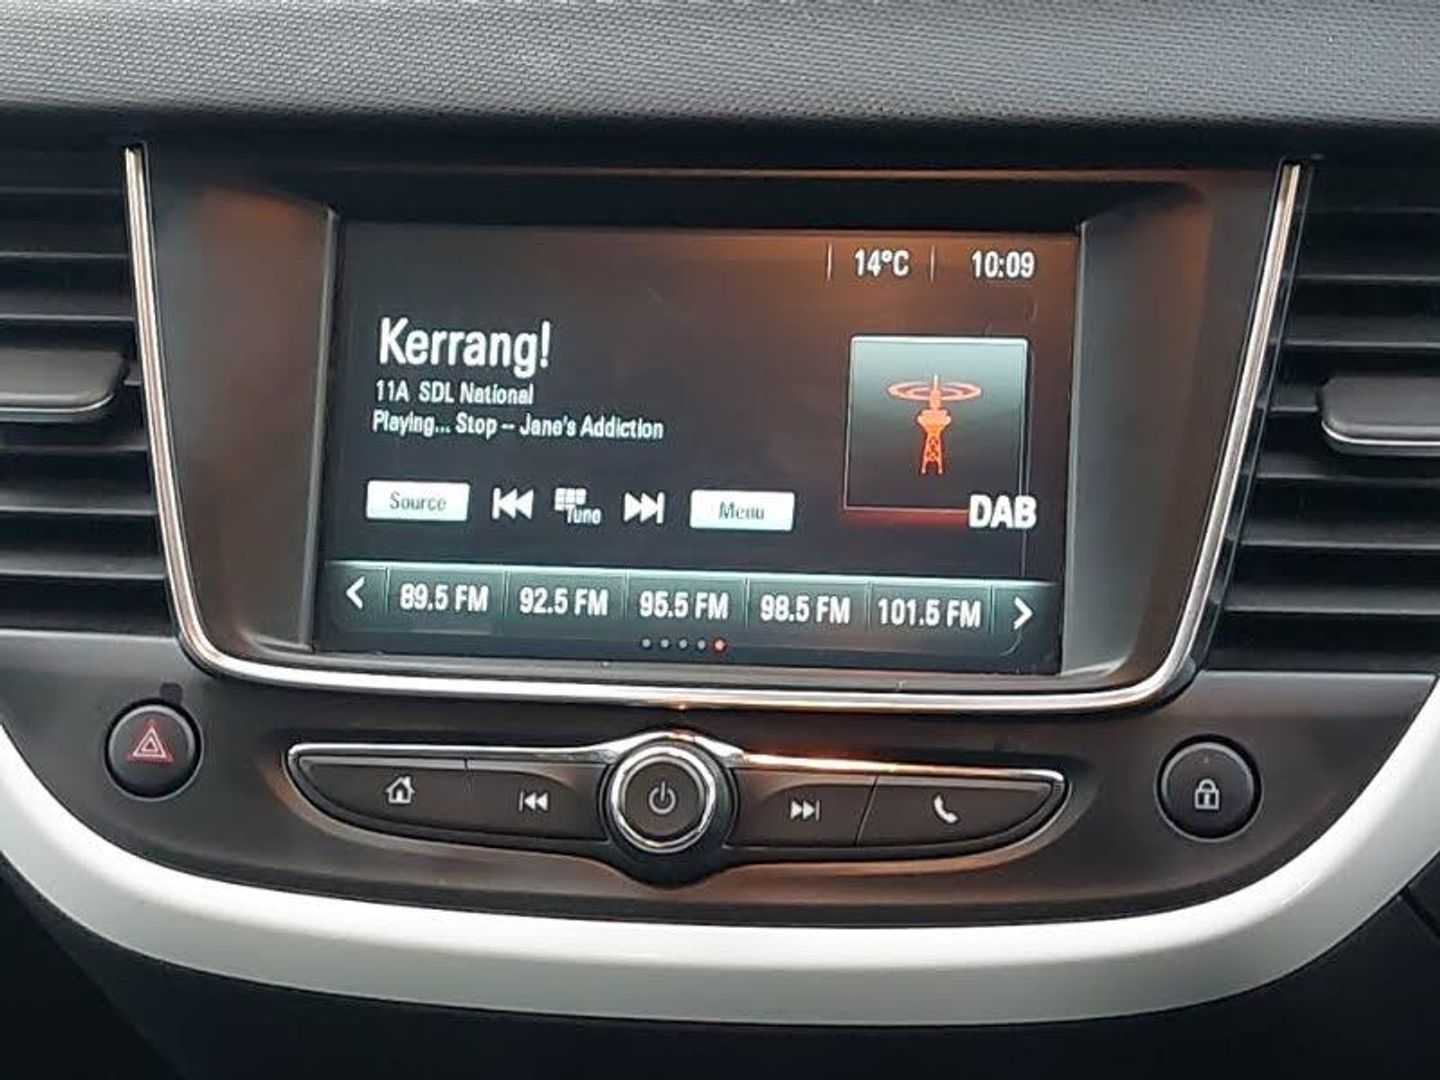 14°C 10:09
Kerrang!
11A SDL National
Playing... Stop -- Jane's Addiction
DAB
Source Tune Menu
89.5 FM 92.5 FM 95.5 FM 98.5 FM 101.5 FM